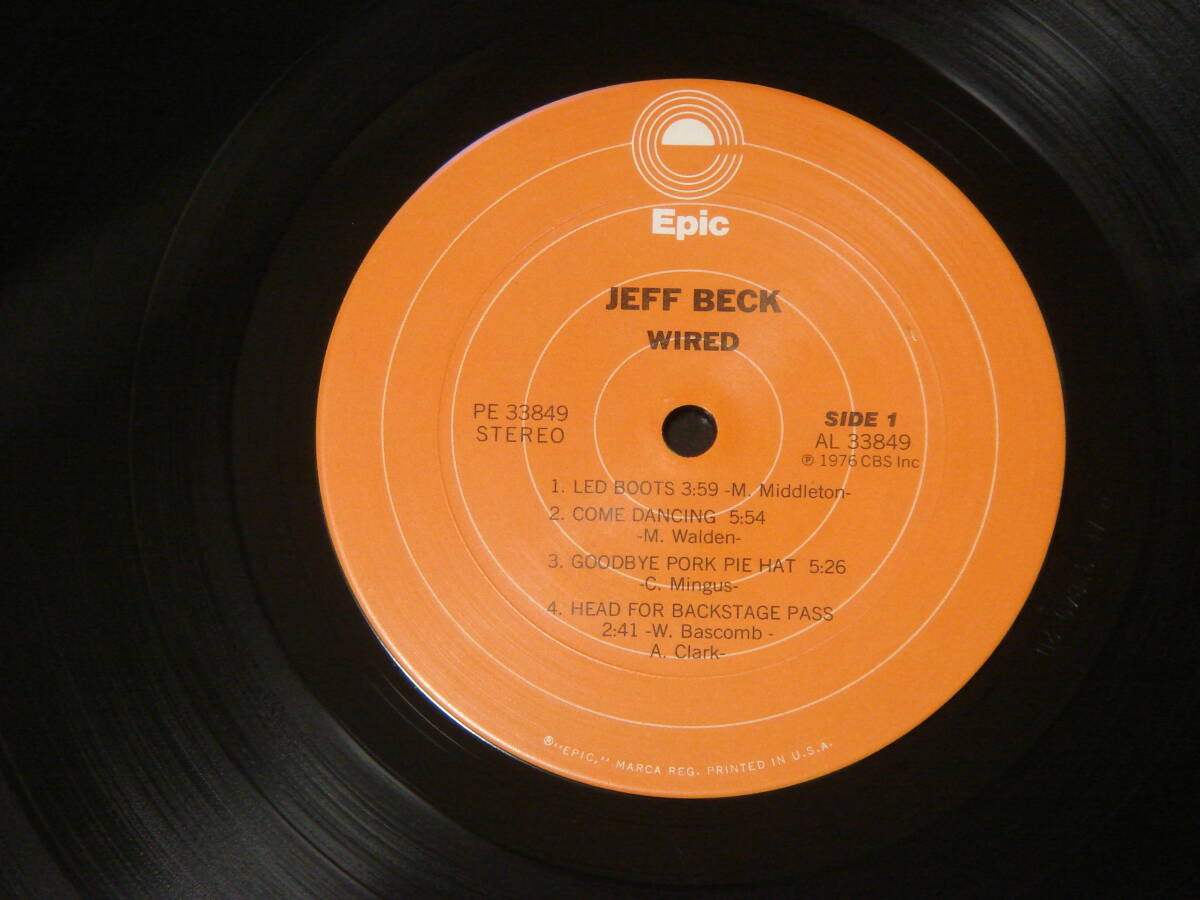 Epic
JEFF BECK
WIRED
PE 33849
STEREO
SIDE 1
AL 33849
℗ 1976 CBS Inc
1. LED BOOTS 3:59 -M. Middleton-
2. COME DANCING 5:54
-M. Walden-
3. GOODBYE PORK PIE HAT 5:26
-C. Mingus-
4. HEAD FOR BACKSTAGE PASS
2:41 -W. Bascomb -
A. Clark-
®"EPIC," MARCA REG. PRINTED IN U.S.A.